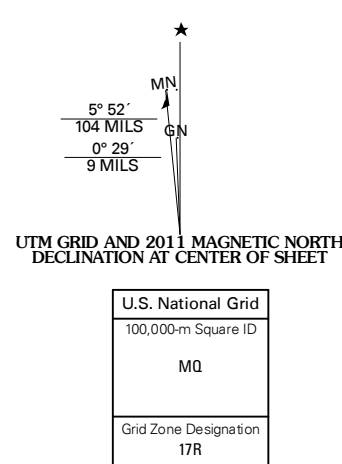 ★
MN
5° 52´
104 MILS
GN
0° 29´
9 MILS
UTM GRID AND 2011 MAGNETIC NORTH
DECLINATION AT CENTER OF SHEET
U.S. National Grid
100,000-m Square ID
MQ
Grid Zone Designation
17R